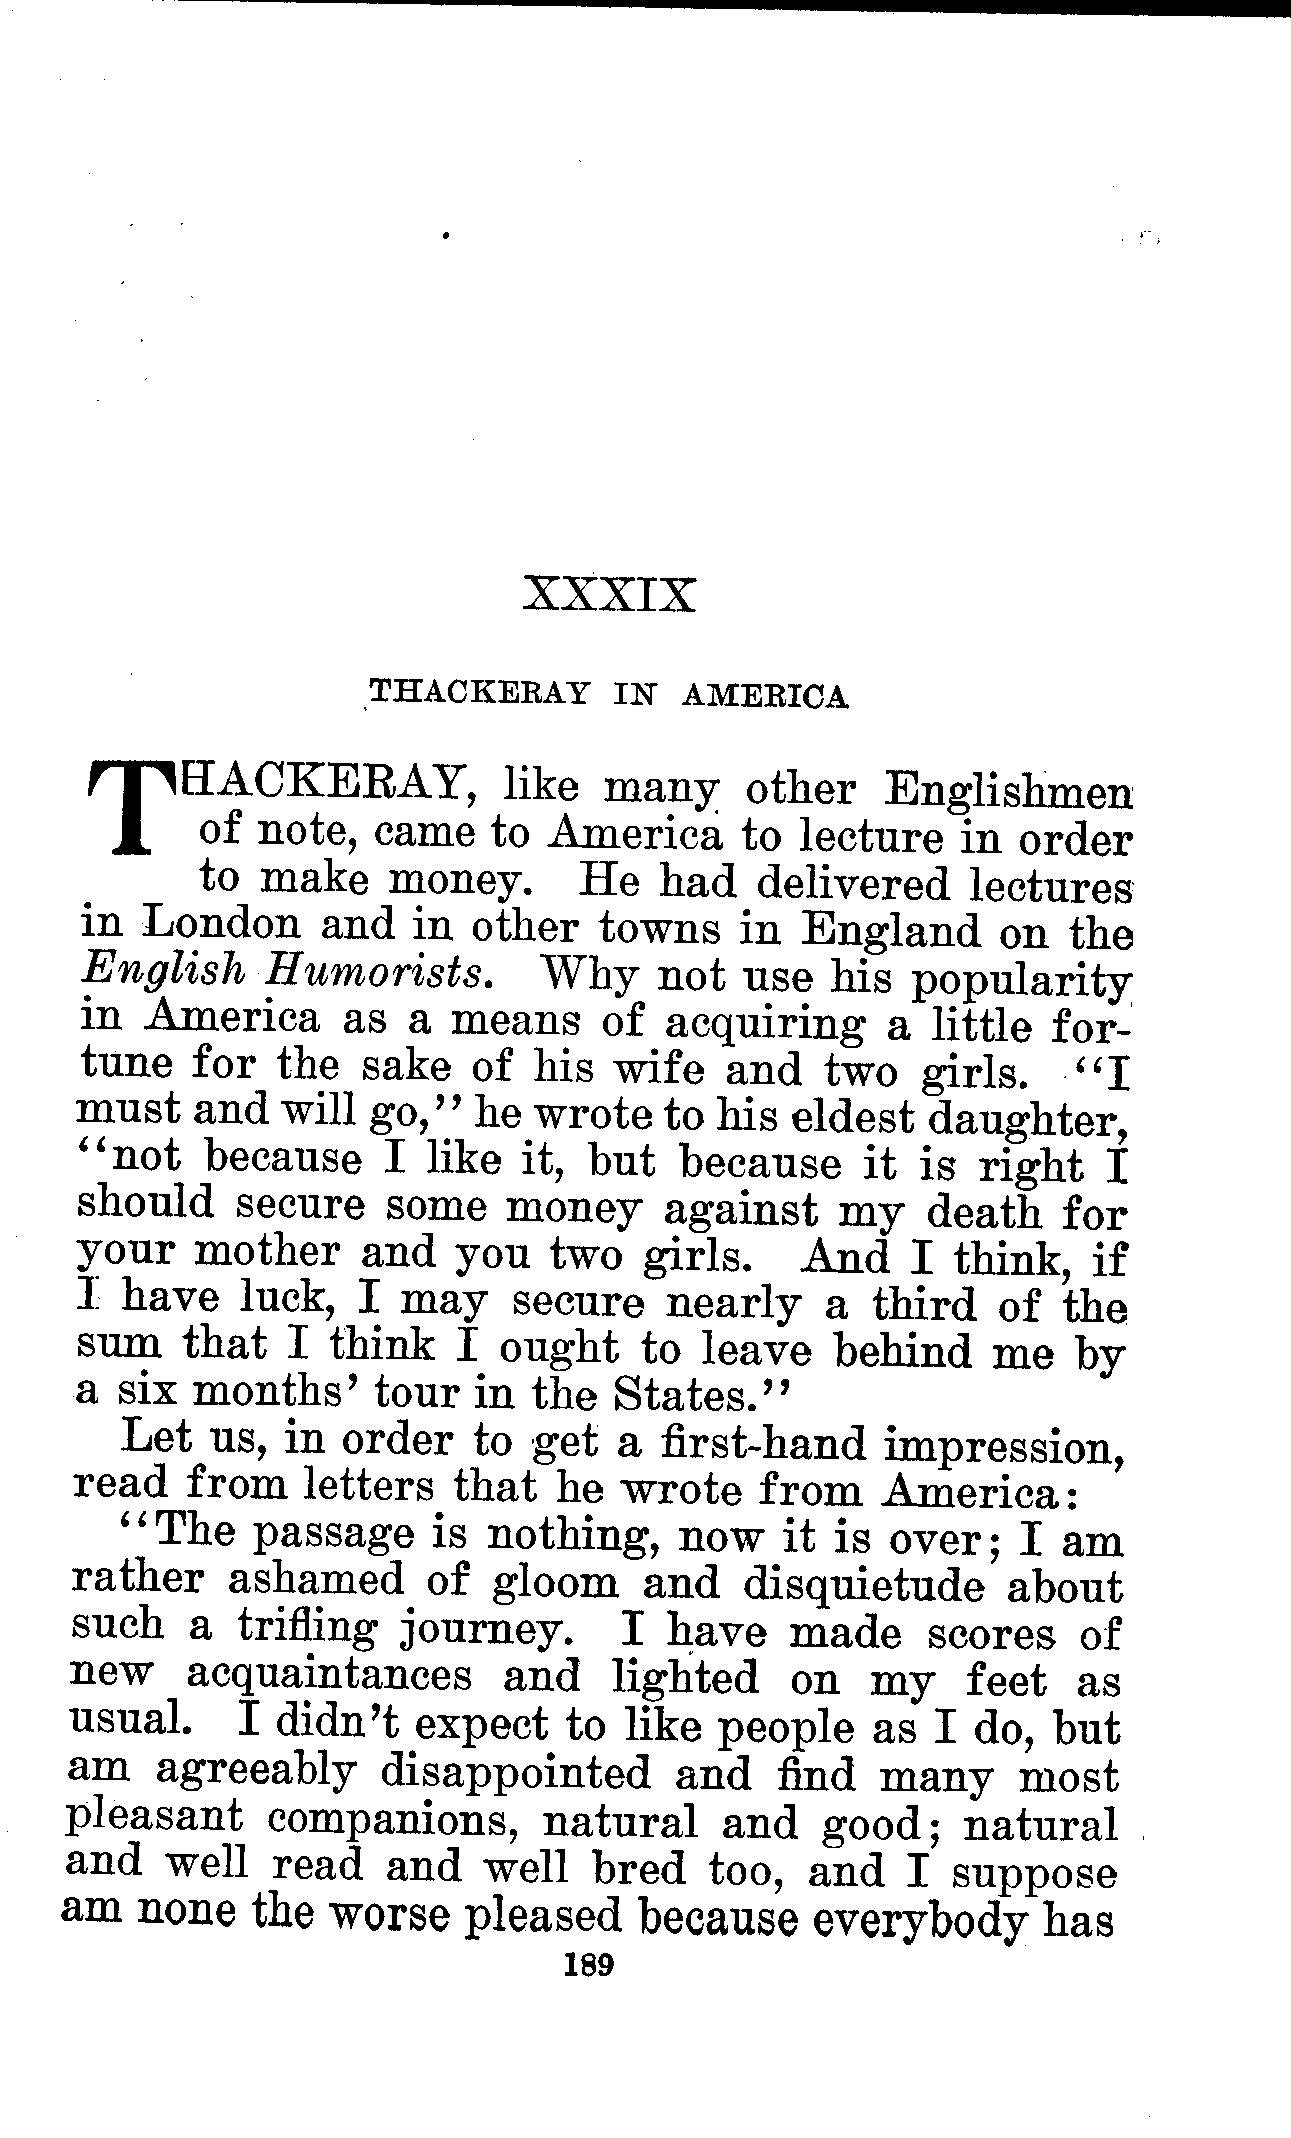 XXXIX
THACKERAY IN AMERICA
THACKERAY, like many other Englishmen
of note, came to America to lecture in order
to make money. He had delivered lectures
in London and in other towns in England on the
English Humorists. Why not use his popularity
in America as a means of acquiring a little for-
tune for the sake of his wife and two girls. "I
must and will go," he wrote to his eldest daughter,
"not because I like it, but because it is right I
should secure some money against my death for
your mother and you two girls. And I think, if
I have luck, I may secure nearly a third of the
sum that I think I ought to leave behind me by
a six months' tour in the States."
Let us, in order to get a first-hand impression,
read from letters that he wrote from America:
"The passage is nothing, now it is over; I am
rather ashamed of gloom and disquietude about
such a trifling journey. I have made scores of
new acquaintances and lighted on my feet as
usual. I didn't expect to like people as I do, but
am agreeably disappointed and find many most
pleasant companions, natural and good; natural
and well read and well bred too, and I suppose
am none the worse pleased because everybody has
189